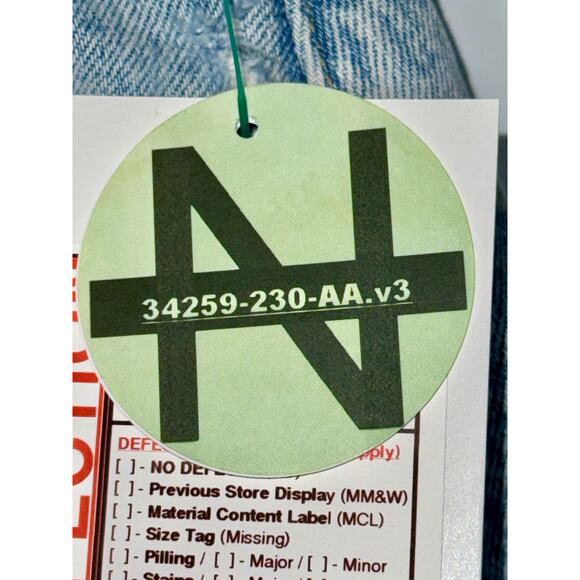 N
34259-230-AA.v3
DEFE
pply)
[ ] - NO DEF
[ ] - Previous Store Display (MM&W)
[ ] - Material Content Label (MCL)
[ ] - Size Tag (Missing)
[ ] - Pilling / [ ] - Major / [ ] - Minor